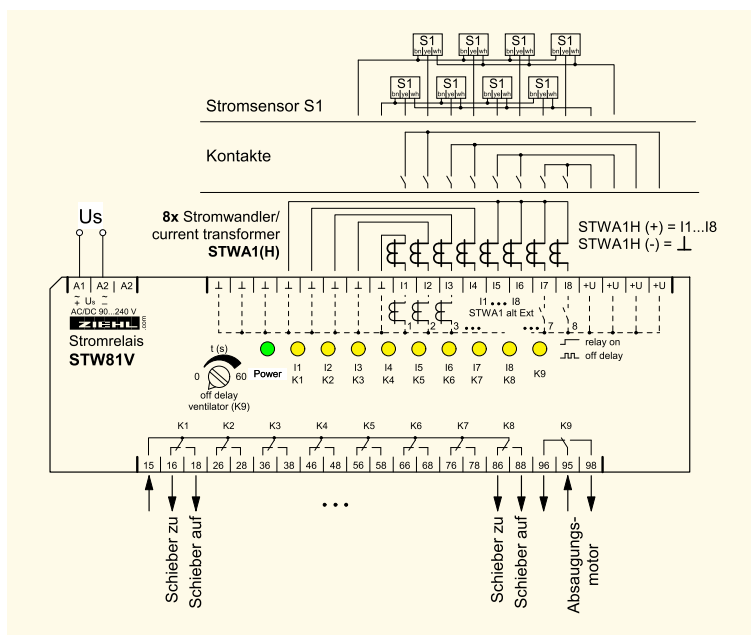 S1 S1 S1 S1
bn ye wh bn ye wh bn ye wh bn ye wh
S1 S1 S1 S1
bn ye wh bn ye wh bn ye wh bn ye wh
Stromsensor S1
Kontakte
Us
8x Stromwandler/
current transformer
STWA1(H)
STWA1H (+) = I1...I8
STWA1H (-) = ⊥
A1 A2 A2 ⊥ ⊥ ⊥ ⊥ ⊥ ⊥ ⊥ ⊥ I1 I2 I3 I4 I5 I6 I7 I8 +U +U +U +U
~ Us ~
+ –
AC/DC 90...240 V
ZIEHL .com
Stromrelais
STW81V
I1 ••• I8
STWA1 alt Ext
1 2 3 ••• ••• 7 8
t (s)
0 60
off delay
ventilator (K9)
Power
I1 I2 I3 I4 I5 I6 I7 I8
K1 K2 K3 K4 K5 K6 K7 K8 K9
relay on
off delay
K1 K2 K3 K4 K5 K6 K7 K8 K9
15 16 18 26 28 36 38 46 48 56 58 66 68 76 78 86 88 96 95 98
Schieber zu
Schieber auf
•••
Schieber zu
Schieber auf
Absaugungs-
motor